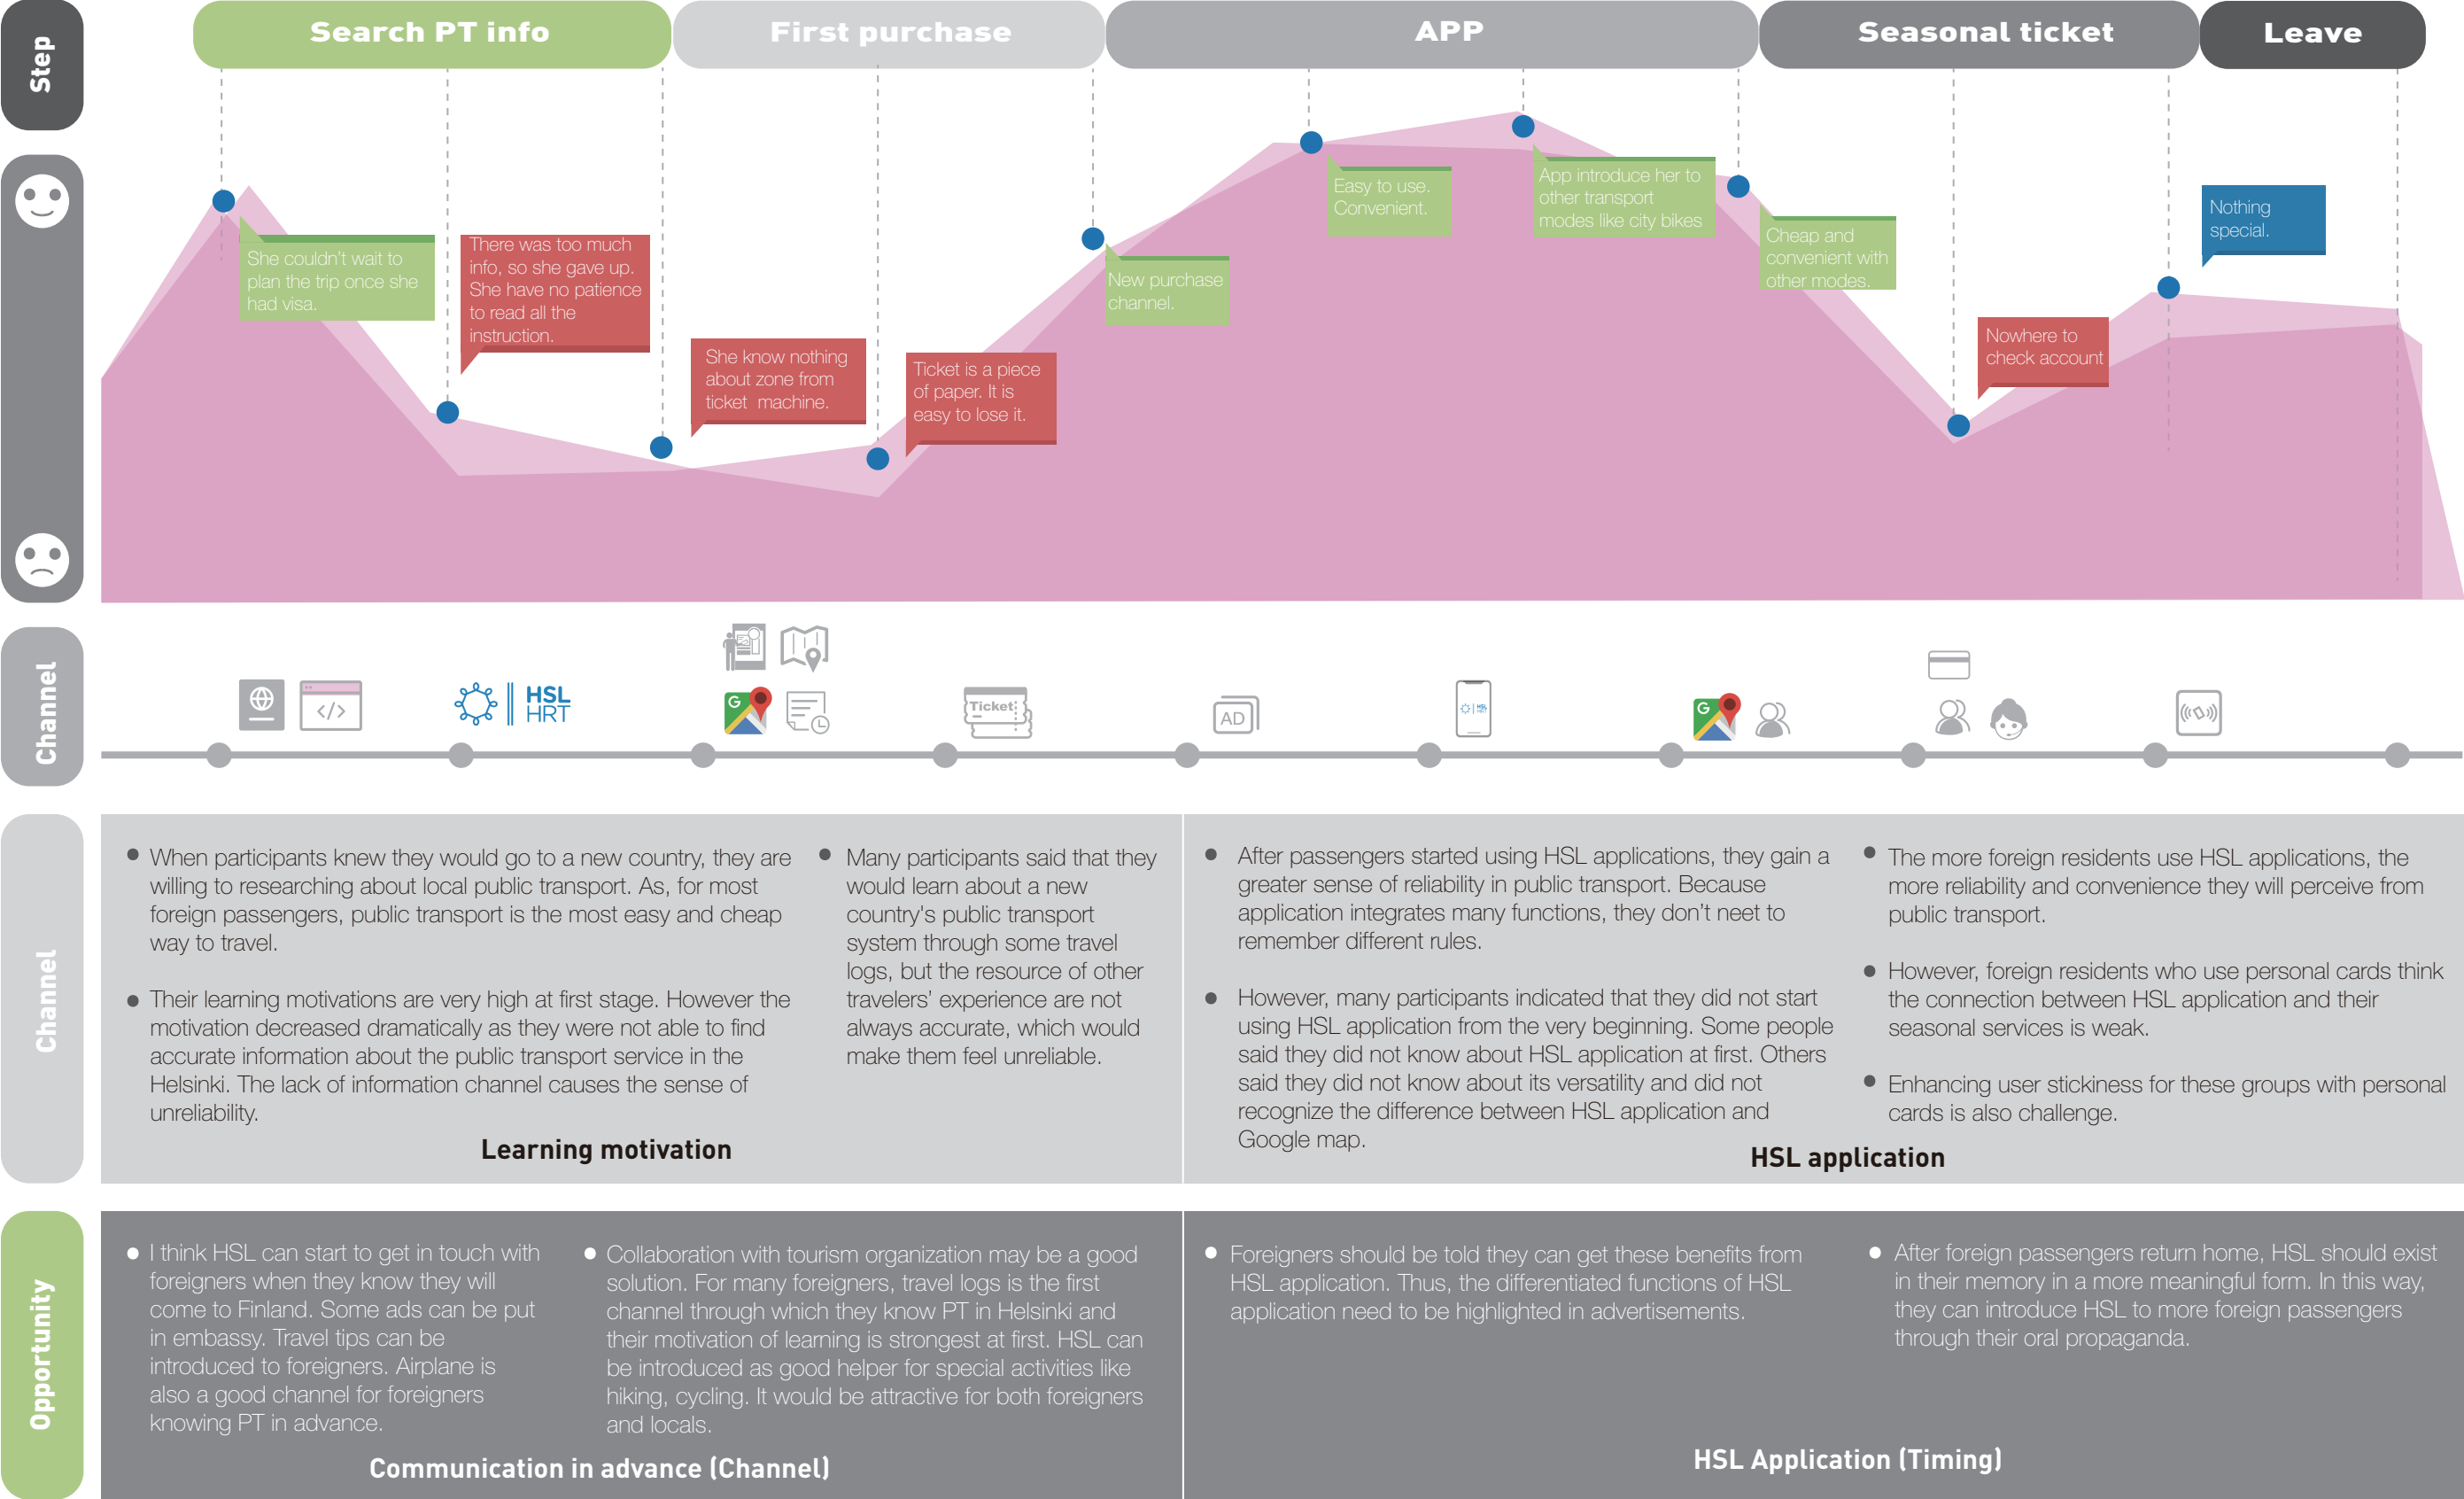 Step
Search PT info
First purchase
APP
Seasonal ticket
Leave
She couldn't wait to
plan the trip once she
had visa.
There was too much
info, so she gave up.
She have no patience
to read all the
instruction.
She know nothing
about zone from
ticket machine.
Ticket is a piece
of paper. It is
easy to lose it.
New purchase
channel.
Easy to use.
Convenient.
App introduce her to
other transport
modes like city bikes
Cheap and
convenient with
other modes.
Nowhere to
check account
Nothing
special.
Channel
</>
HSL
HRT
G
Ticket
AD
HSL
HRT
G
Channel
When participants knew they would go to a new country, they are
willing to researching about local public transport. As, for most
foreign passengers, public transport is the most easy and cheap
way to travel.
Their learning motivations are very high at first stage. However the
motivation decreased dramatically as they were not able to find
accurate information about the public transport service in the
Helsinki. The lack of information channel causes the sense of
unreliability.
Many participants said that they
would learn about a new
country's public transport
system through some travel
logs, but the resource of other
travelers' experience are not
always accurate, which would
make them feel unreliable.
Learning motivation
After passengers started using HSL applications, they gain a
greater sense of reliability in public transport. Because
application integrates many functions, they don't neet to
remember different rules.
However, many participants indicated that they did not start
using HSL application from the very beginning. Some people
said they did not know about HSL application at first. Others
said they did not know about its versatility and did not
recognize the difference between HSL application and
Google map.
The more foreign residents use HSL applications, the
more reliability and convenience they will perceive from
public transport.
However, foreign residents who use personal cards think
the connection between HSL application and their
seasonal services is weak.
Enhancing user stickiness for these groups with personal
cards is also challenge.
HSL application
Opportunity
I think HSL can start to get in touch with
foreigners when they know they will
come to Finland. Some ads can be put
in embassy. Travel tips can be
introduced to foreigners. Airplane is
also a good channel for foreigners
knowing PT in advance.
Collaboration with tourism organization may be a good
solution. For many foreigners, travel logs is the first
channel through which they know PT in Helsinki and
their motivation of learning is strongest at first. HSL can
be introduced as good helper for special activities like
hiking, cycling. It would be attractive for both foreigners
and locals.
Communication in advance (Channel)
Foreigners should be told they can get these benefits from
HSL application. Thus, the differentiated functions of HSL
application need to be highlighted in advertisements.
After foreign passengers return home, HSL should exist
in their memory in a more meaningful form. In this way,
they can introduce HSL to more foreign passengers
through their oral propaganda.
HSL Application (Timing)